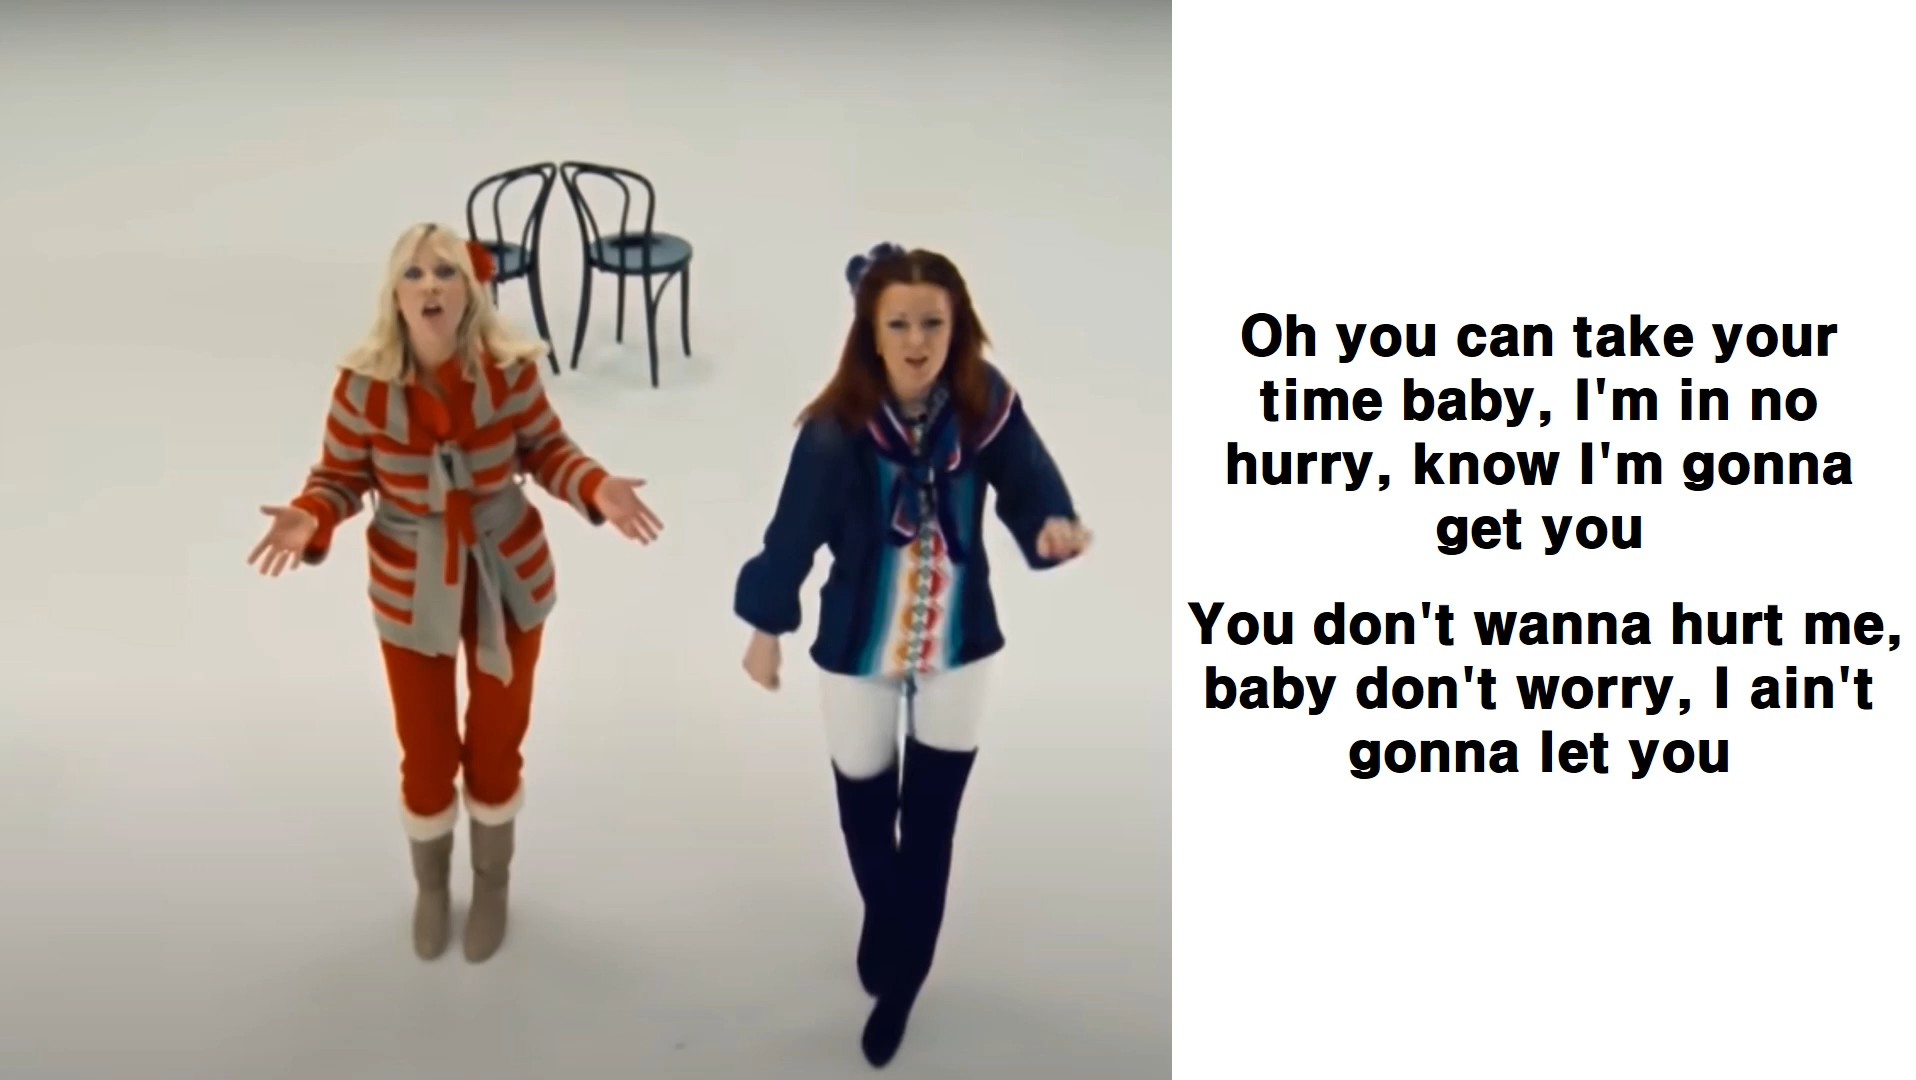 Oh you can take your
time baby, I'm in no
hurry, know I'm gonna
get you
You don't wanna hurt me,
baby don't worry, I ain't
gonna let you